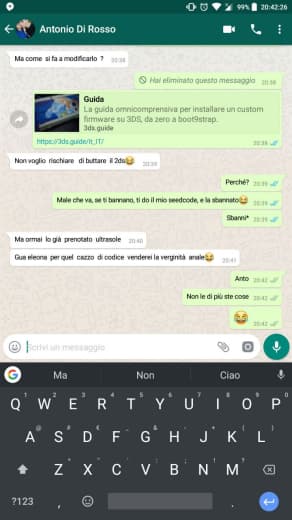 99% 20:42:26
Antonio Di Rosso
Ma come si fa a modificarlo ? 20:38
Hai eliminato questo messaggio 20:38
Guida
La guida omnicomprensiva per installare un custom
firmware su 3DS, da zero a boot9strap.
3ds.guide
https://3ds.guide/it_IT/ 20:38
Non voglio rischiare di buttare il 2ds😂 20:39
Perché? 20:39
Male che va, se ti bannano, ti do il mio seedcode, e la sbannato😂 20:39
Sbanni* 20:39
Ma ormai lo già prenotato ultrasole 20:40
Gua eleona per quel cazzo di codice venderei la verginità anale😂 20:41
Anto 20:42
Non le di più ste cose 20:42
😂 20:42
Scrivi un messaggio
G Ma Non Ciao
Q 1 W 2 E 3 R 4 T 5 Y 6 U 7 I 8 O 9 P 0
A @ S # D £ F _ G & H - J + K ( L )
Z * X " C ' V : B ; N ! M ?
?123 , .